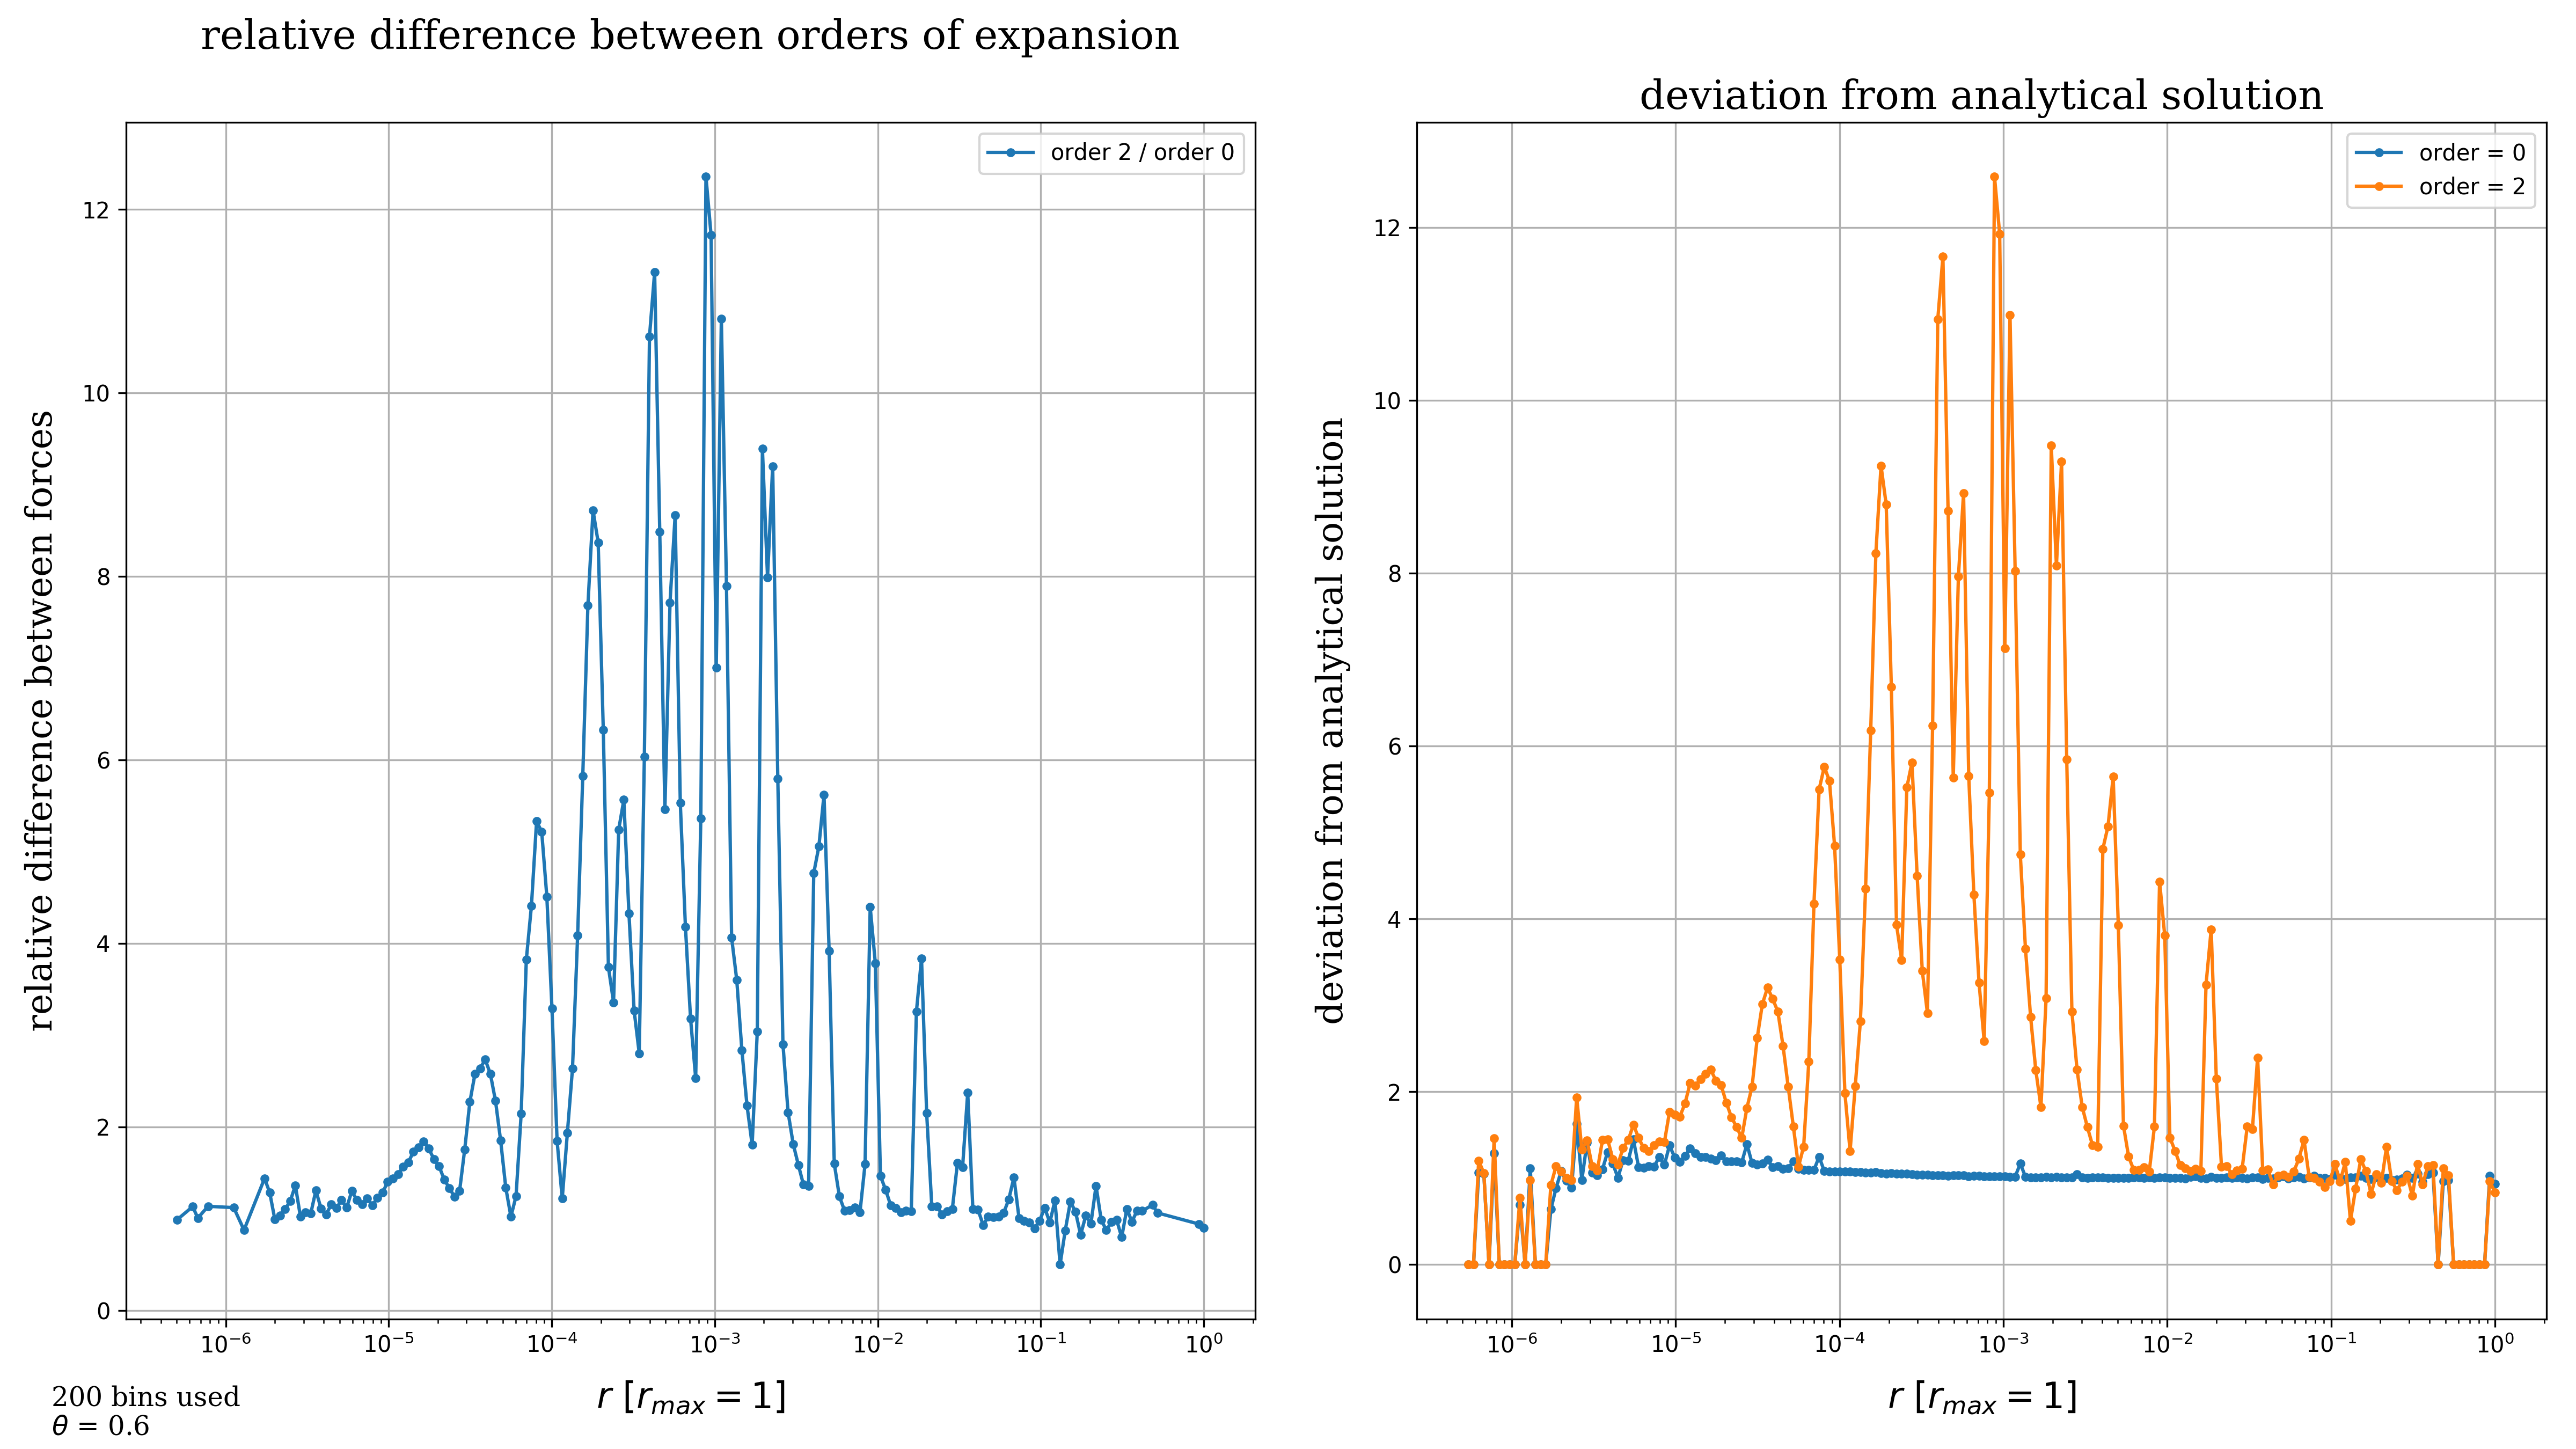 relative difference between orders of expansion
order 2 / order 0
relative difference between forces
12
10
8
6
4
2
0
10⁻⁶ 10⁻⁵ 10⁻⁴ 10⁻³ 10⁻² 10⁻¹ 10⁰
r [r_max = 1]
200 bins used
θ = 0.6
deviation from analytical solution
order = 0
order = 2
deviation from analytical solution
12
10
8
6
4
2
0
10⁻⁶ 10⁻⁵ 10⁻⁴ 10⁻³ 10⁻² 10⁻¹ 10⁰
r [r_max = 1]